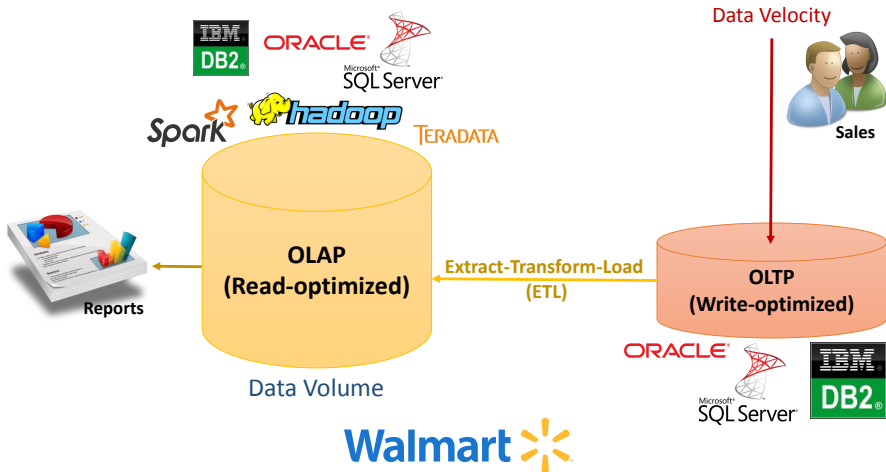 Data Velocity
IBM
DB2®
ORACLE®
Microsoft®
SQL Server®
Spark
hadoop
TERADATA
Sales
OLAP
(Read-optimized)
Extract-Transform-Load
(ETL)
OLTP
(Write-optimized)
Reports
Data Volume
ORACLE®
Microsoft®
SQL Server®
IBM
DB2®
Walmart